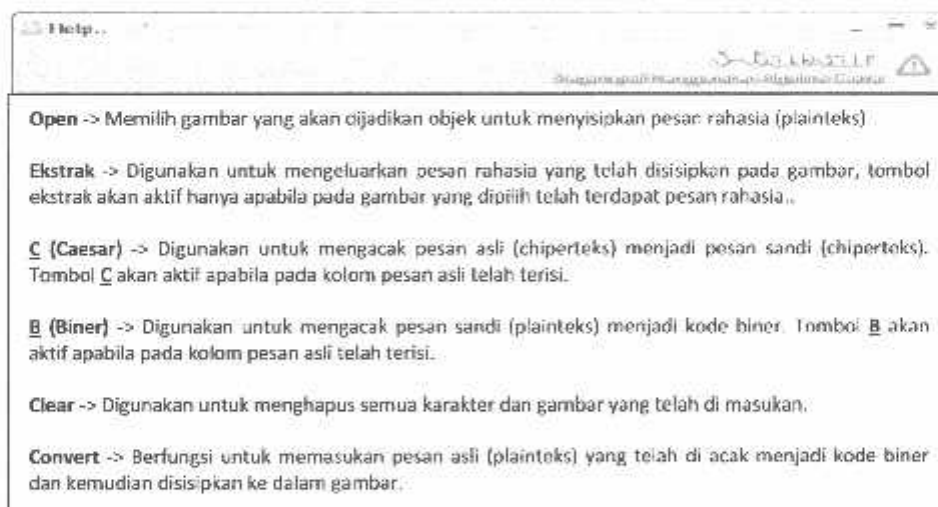 Help..
Open -> Memilih gambar yang akan dijadikan objek untuk menyisipkan pesan rahasia (plainteks)
Ekstrak -> Digunakan untuk mengeluarkan pesan rahasia yang telah disisipkan pada gambar, tombol
ekstrak akan aktif hanya apabila pada gambar yang dipilih telah terdapat pesan rahasia..
C (Caesar) -> Digunakan untuk mengacak pesan asli (chiperteks) menjadi pesan sandi (chiperteks).
Tombol C akan aktif apabila pada kolom pesan asli telah terisi.
B (Biner) -> Digunakan untuk mengacak pesan sandi (plainteks) menjadi kode biner. Tombol B akan
aktif apabila pada kolom pesan asli telah terisi.
Clear -> Digunakan untuk menghapus semua karakter dan gambar yang telah di masukan.
Convert -> Berfungsi untuk memasukan pesan asli (plainteks) yang telah di acak menjadi kode biner
dan kemudian disisipkan ke dalam gambar.